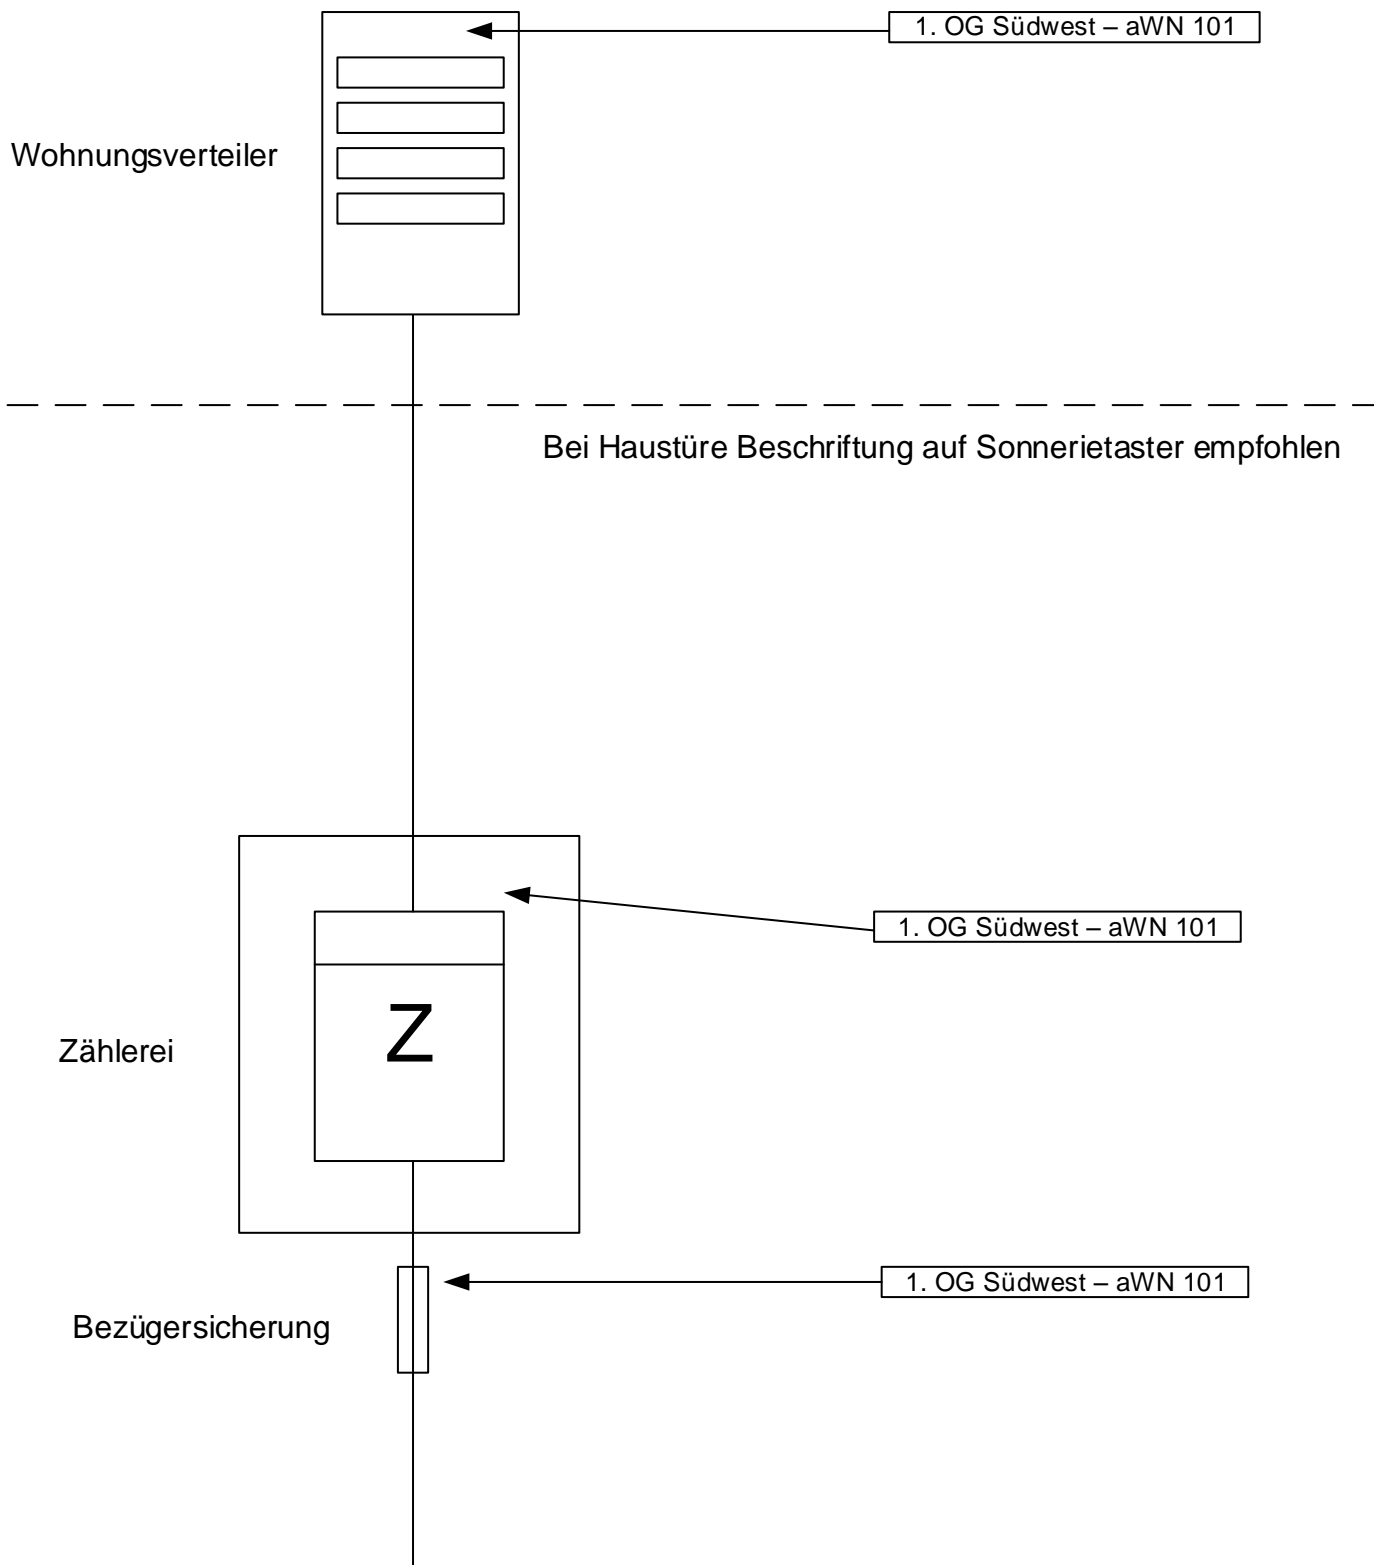 1. OG Südwest – aWN 101
Wohnungsverteiler
Bei Haustüre Beschriftung auf Sonnerietaster empfohlen
1. OG Südwest – aWN 101
Z
Zählerei
1. OG Südwest – aWN 101
Bezügersicherung